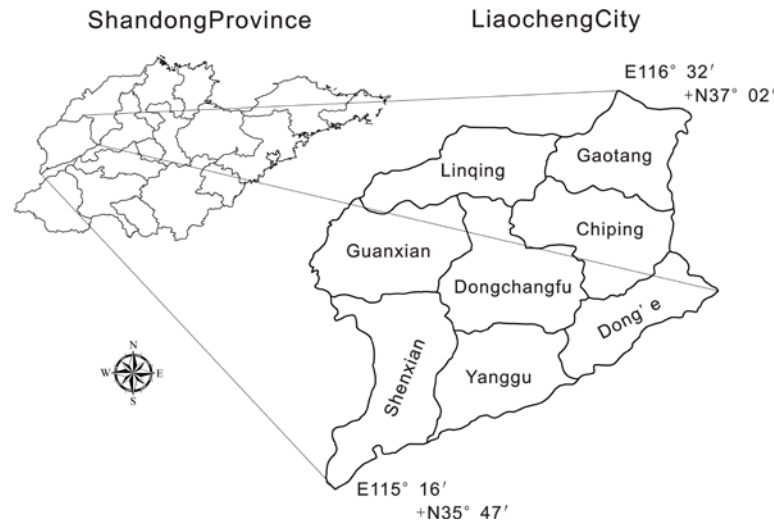 ShandongProvince
LiaochengCity
E116° 32′
+N37° 02′
Gaotang
Linqing
Chiping
Guanxian
Dongchangfu
Dong' e
N
W
E
S
Shenxian
Yanggu
E115° 16′
+N35° 47′